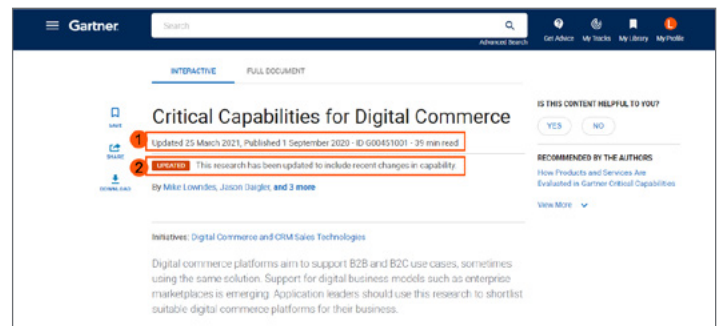 Gartner
Search
Advanced Search
Get Advice
My Tracks
My Library
L
My Profile
INTERACTIVE
FULL DOCUMENT
SAVE
SHARE
DOWNLOAD
Critical Capabilities for Digital Commerce
1
Updated 25 March 2021, Published 1 September 2020 - ID G00451001 - 39 min read
2
UPDATED This research has been updated to include recent changes in capability.
By Mike Lowndes, Jason Daigler, and 3 more
Initiatives: Digital Commerce and CRM Sales Technologies
Digital commerce platforms aim to support B2B and B2C use cases, sometimes
using the same solution. Support for digital business models such as enterprise
marketplaces is emerging. Application leaders should use this research to shortlist
suitable digital commerce platforms for their business.
IS THIS CONTENT HELPFUL TO YOU?
YES
NO
RECOMMENDED BY THE AUTHORS
How Products and Services Are
Evaluated in Gartner Critical Capabilities
View More